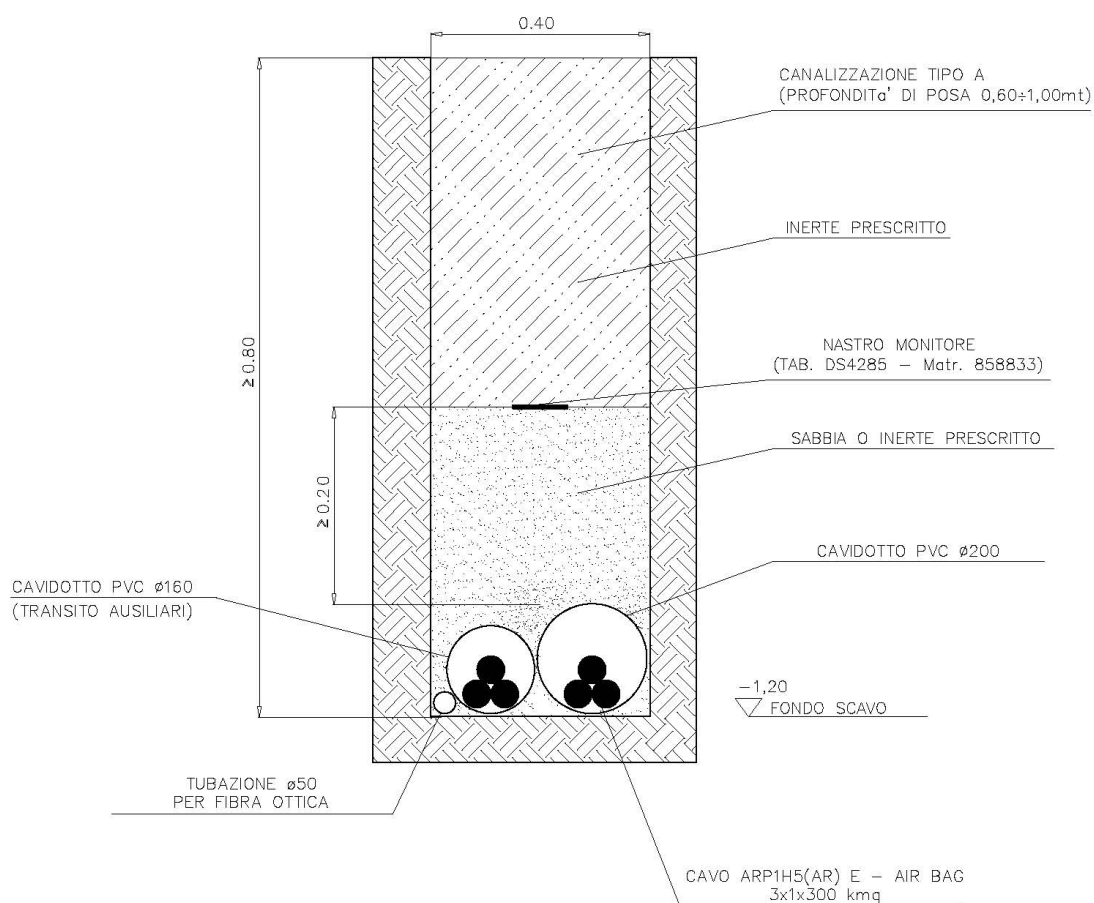 0.40
CANALIZZAZIONE TIPO A
(PROFONDITa' DI POSA 0,60÷1,00mt)
INERTE PRESCRITTO
NASTRO MONITORE
(TAB. DS4285 – Matr. 858833)
≥0.80
SABBIA O INERTE PRESCRITTO
≥0.20
CAVIDOTTO PVC ø200
CAVIDOTTO PVC ø160
(TRANSITO AUSILIARI)
–1,20
FONDO SCAVO
TUBAZIONE ø50
PER FIBRA OTTICA
CAVO ARP1H5(AR) E – AIR BAG
3x1x300 kmq